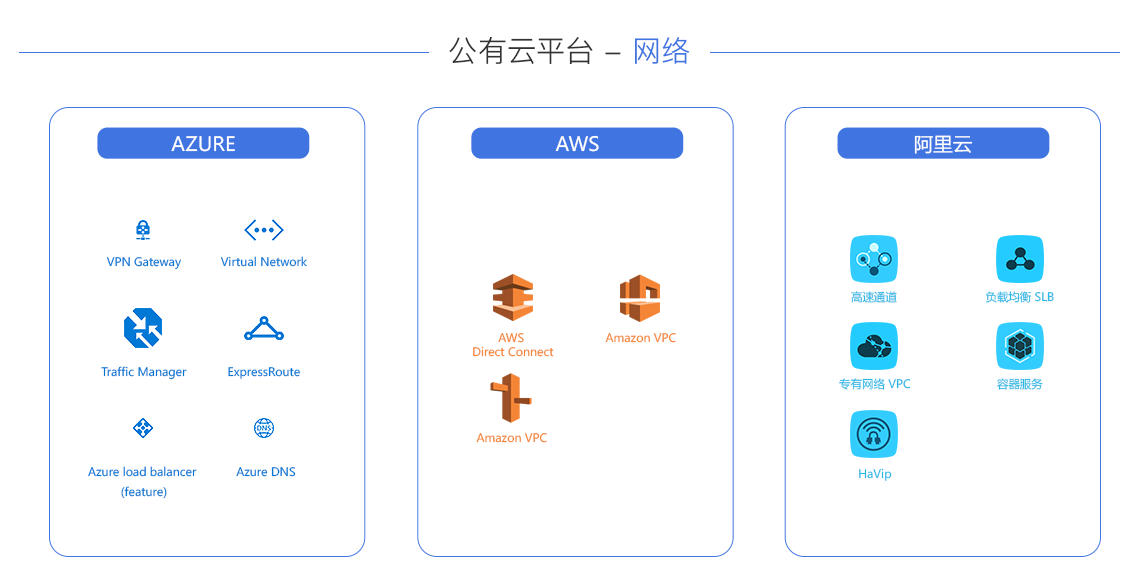 公有云平台 – 网络
AZURE
VPN Gateway
Virtual Network
Traffic Manager
ExpressRoute
Azure load balancer
(feature)
DNS
Azure DNS
AWS
AWS
Direct Connect
Amazon VPC
Amazon VPC
阿里云
高速通道
负载均衡 SLB
专有网络 VPC
容器服务
HaVip